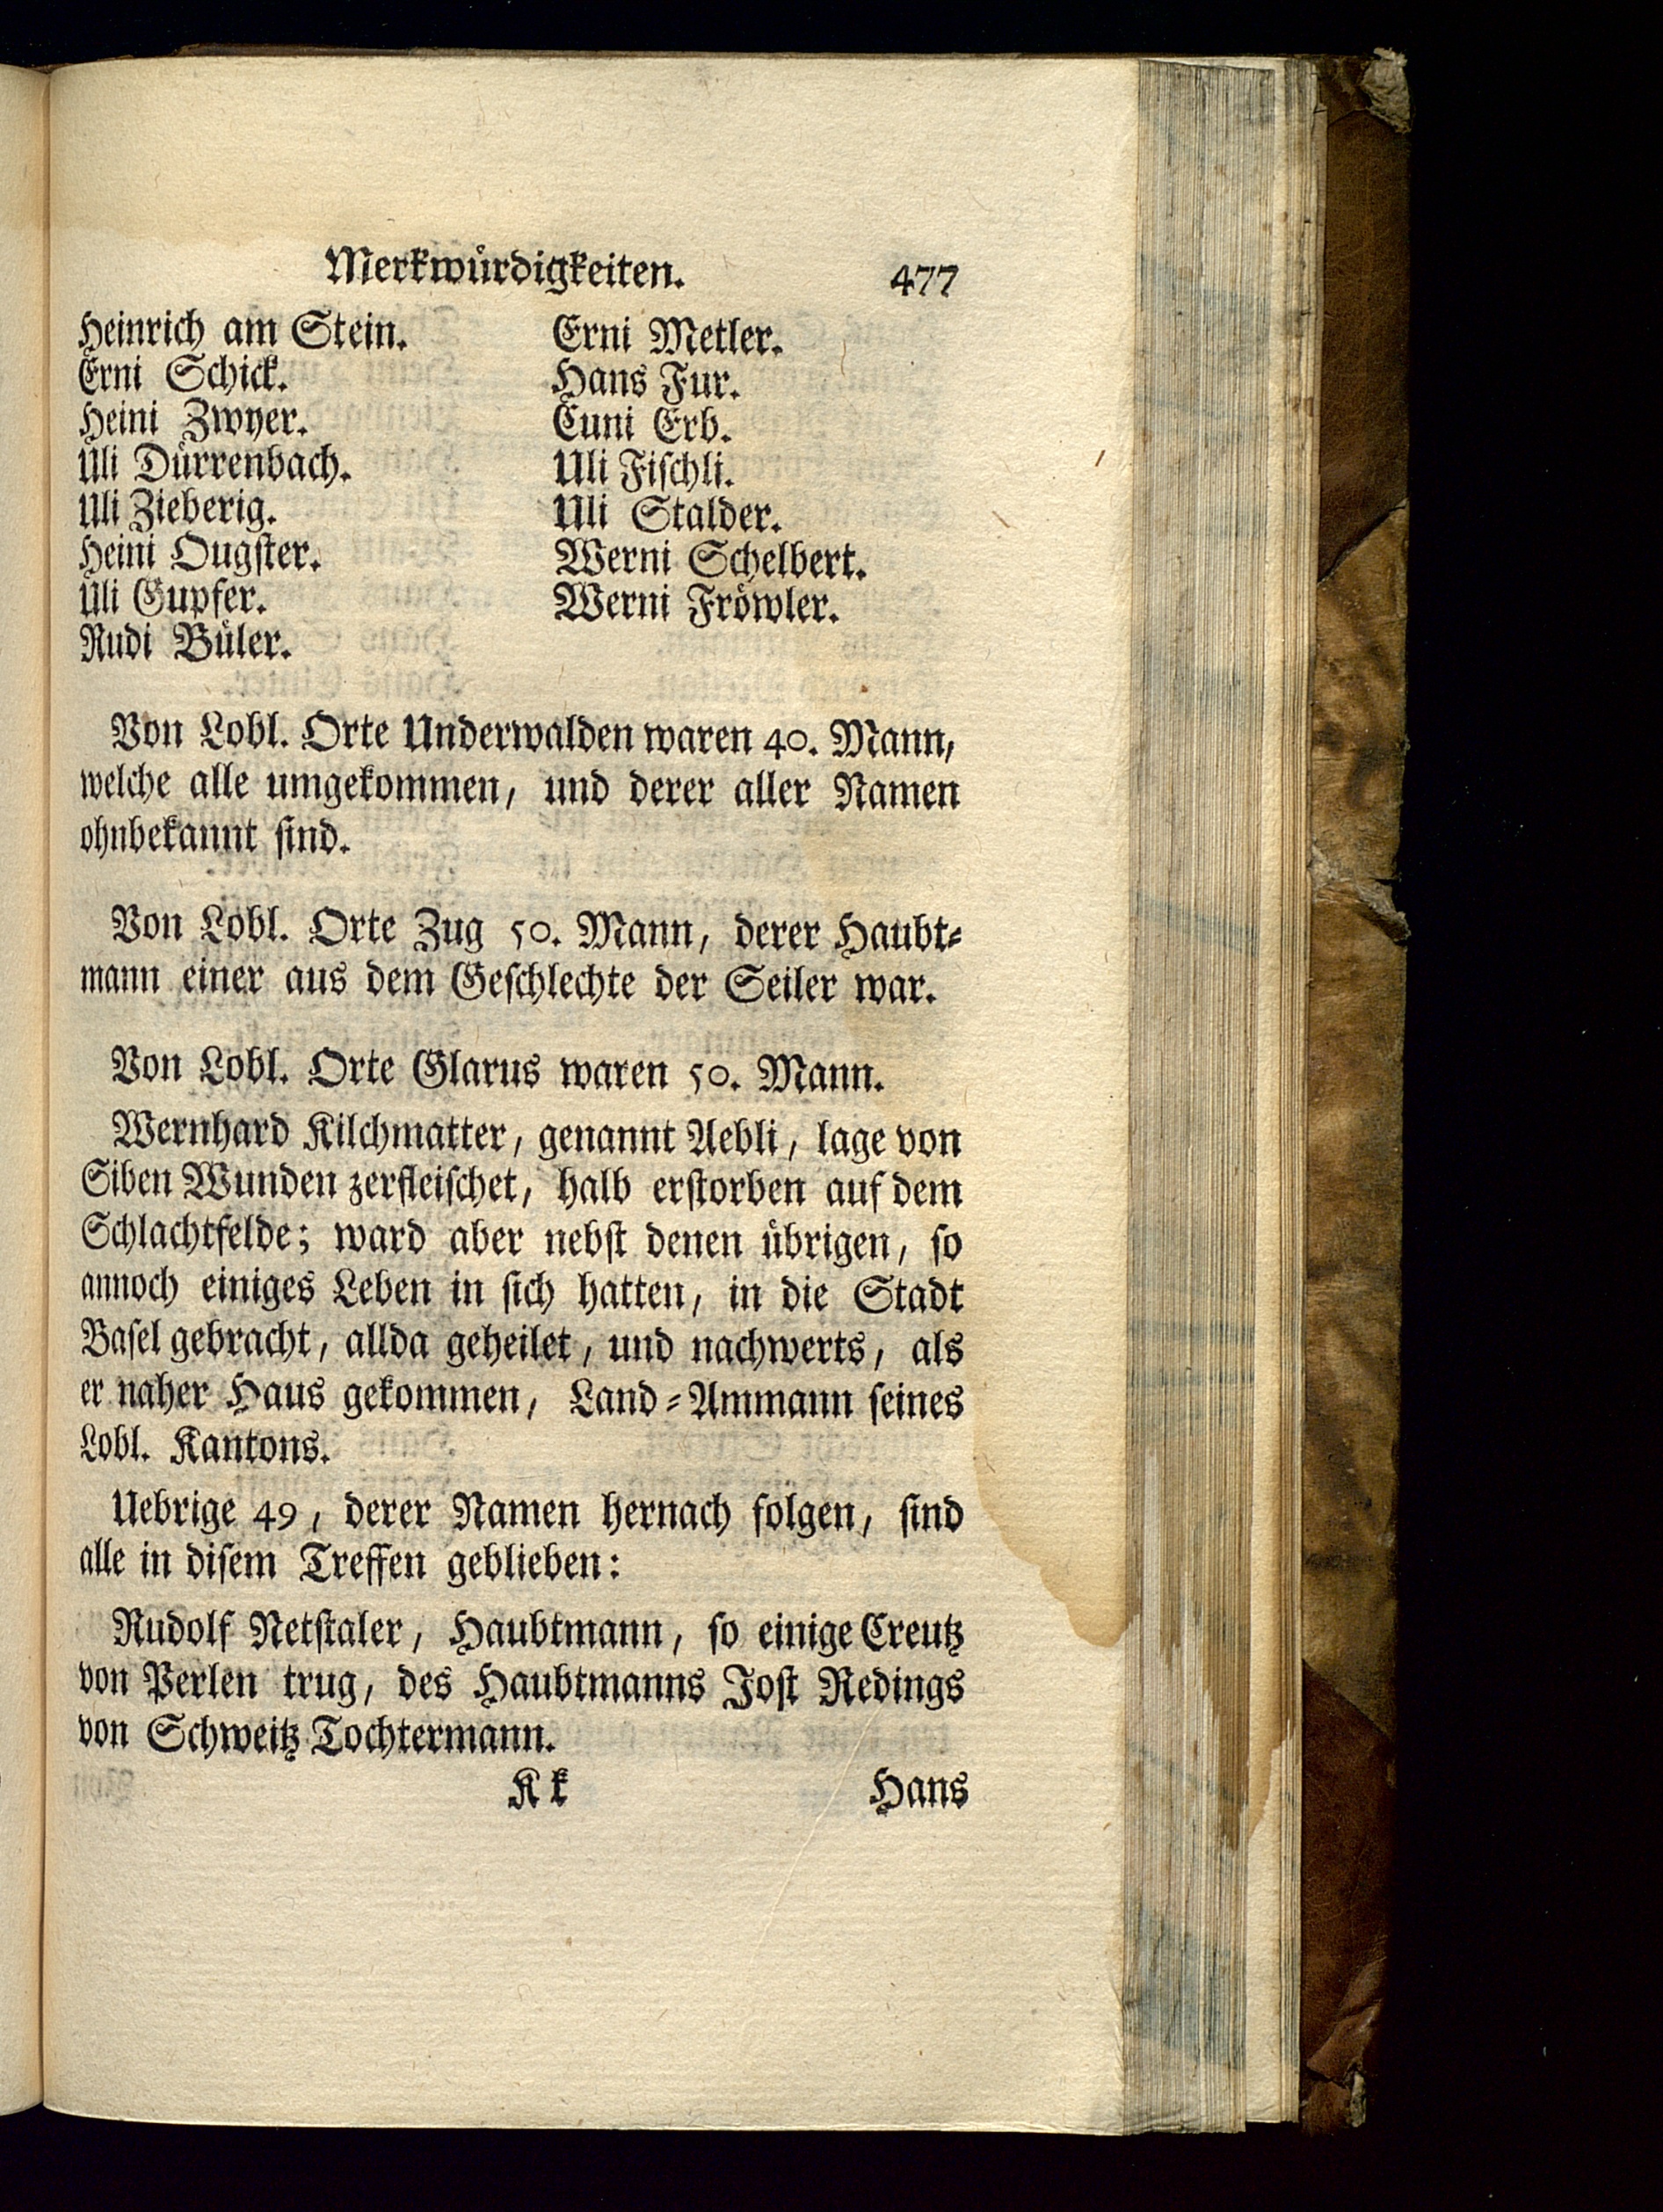 Merkwürdigkeiten. 477
Heinrich am Stein.
Erni Schick.
Heini Zwyer.
Uli Dürrenbach.
Uli Zieberig.
Heini Ougster.
Uli Gupfer.
Rudi Büler.
Erni Metler.
Hans Fur.
Cuni Erb.
Uli Fischli.
Uli Stalder.
Werni Schelbert.
Werni Fröwler.
Von Lobl. Orte Underwalden waren 40. Mann,
welche alle umgekommen, und derer aller Namen
ohnbekannt sind.
Von Lobl. Orte Zug 50. Mann, derer Haubt-
mann einer aus dem Geschlechte der Seiler war.
Von Lobl. Orte Glarus waren 50. Mann.
Wernhard Kilchmatter, genannt Aebli, lage von
Siben Wunden zerfleischet, halb erstorben auf dem
Schlachtfelde; ward aber nebst denen übrigen, so
annoch einiges Leben in sich hatten, in die Stadt
Basel gebracht, allda geheilet, und nachwerts, als
er naher Haus gekommen, Land-Ammann seines
Lobl. Kantons.
Uebrige 49, derer Namen hernach folgen, sind
alle in disem Treffen geblieben:
Rudolf Netstaler, Haubtmann, so einige Creutz
von Perlen trug, des Haubtmanns Jost Redings
von Schweitz Tochtermann.
Kk Hans